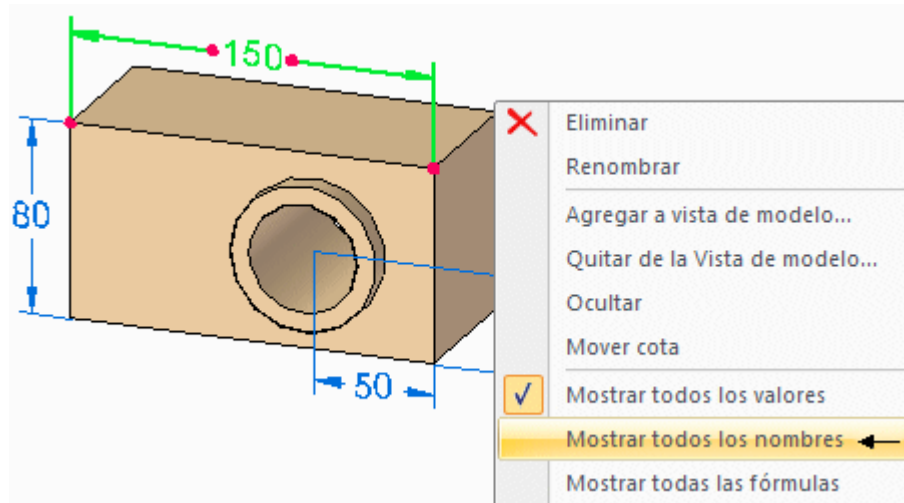 150
80
50
Eliminar
Renombrar
Agregar a vista de modelo...
Quitar de la Vista de modelo...
Ocultar
Mover cota
Mostrar todos los valores
Mostrar todos los nombres
Mostrar todas las fórmulas